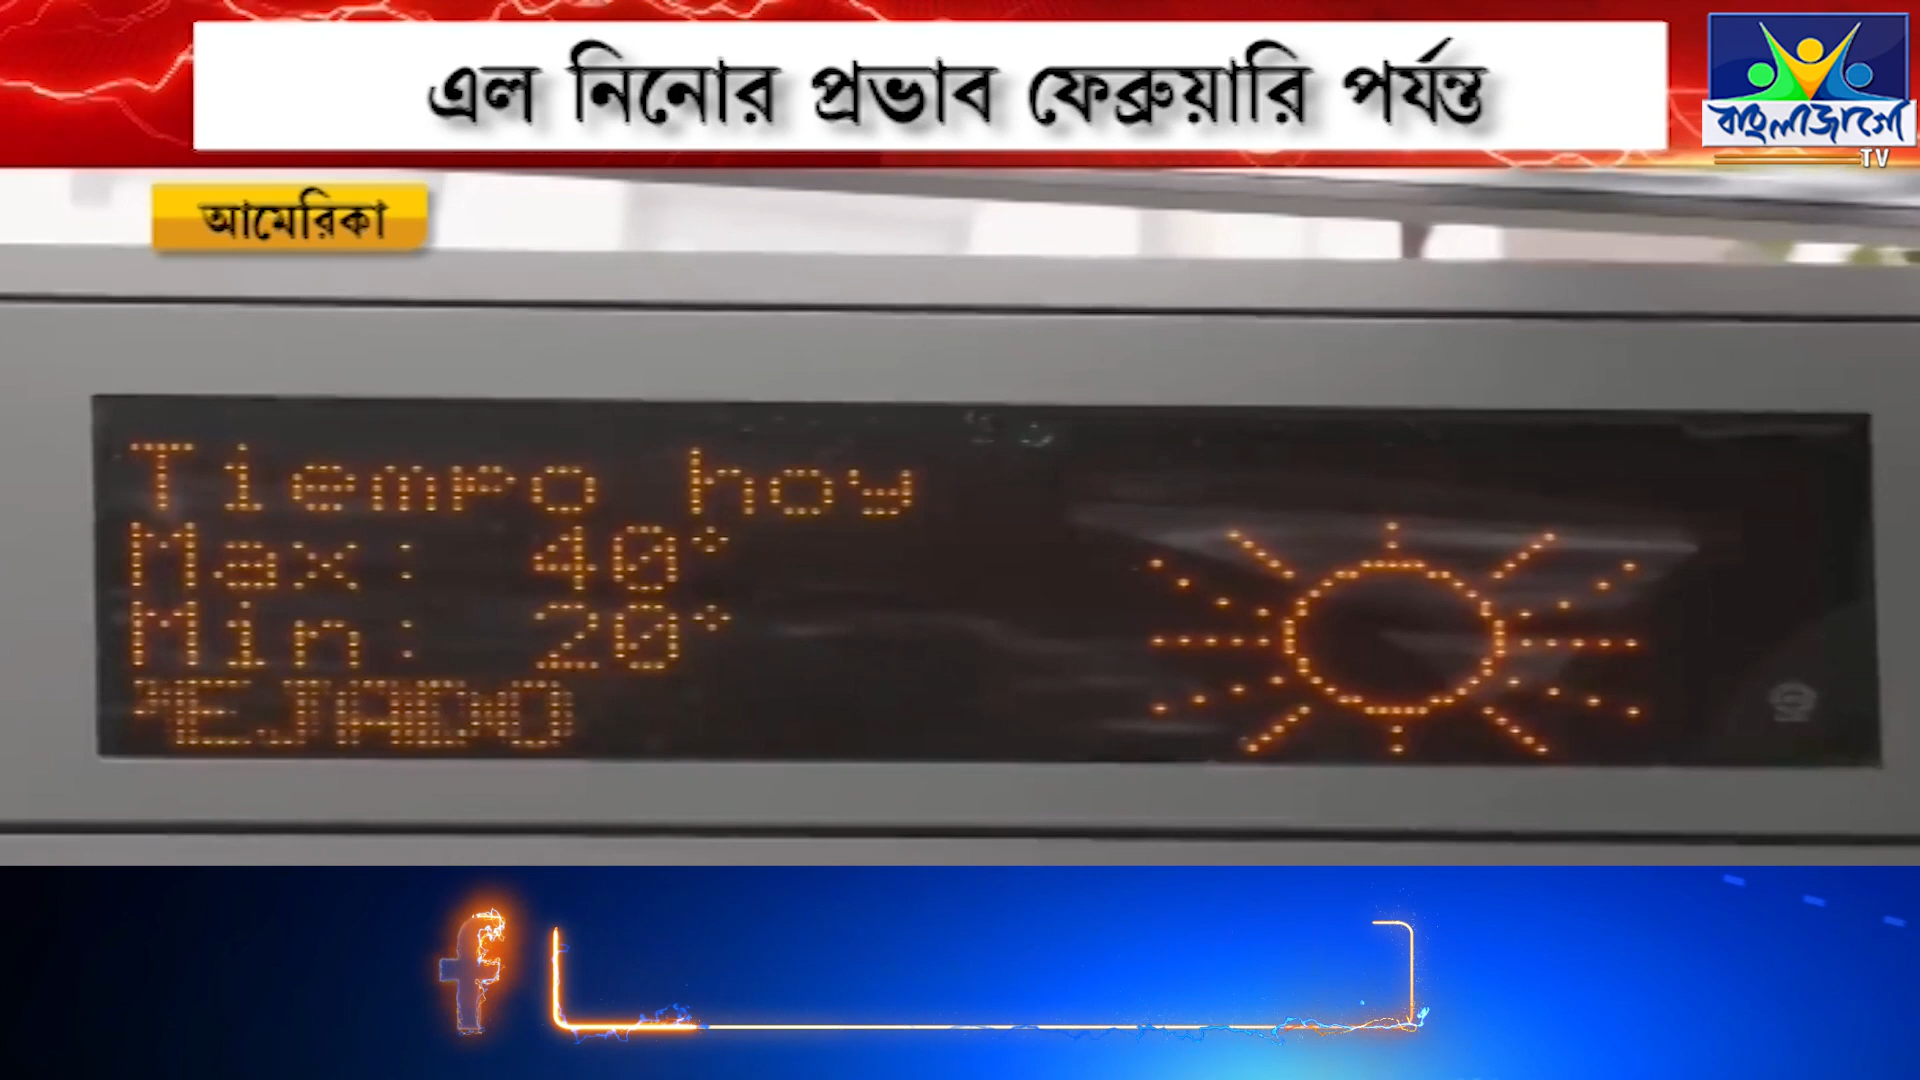 এল নিনোর প্রভাব ফেব্রুয়ারি পর্যন্ত
বাংলাজাগো
TV
আমেরিকা
Tiempo hoy
Max: 40°
Min: 20°